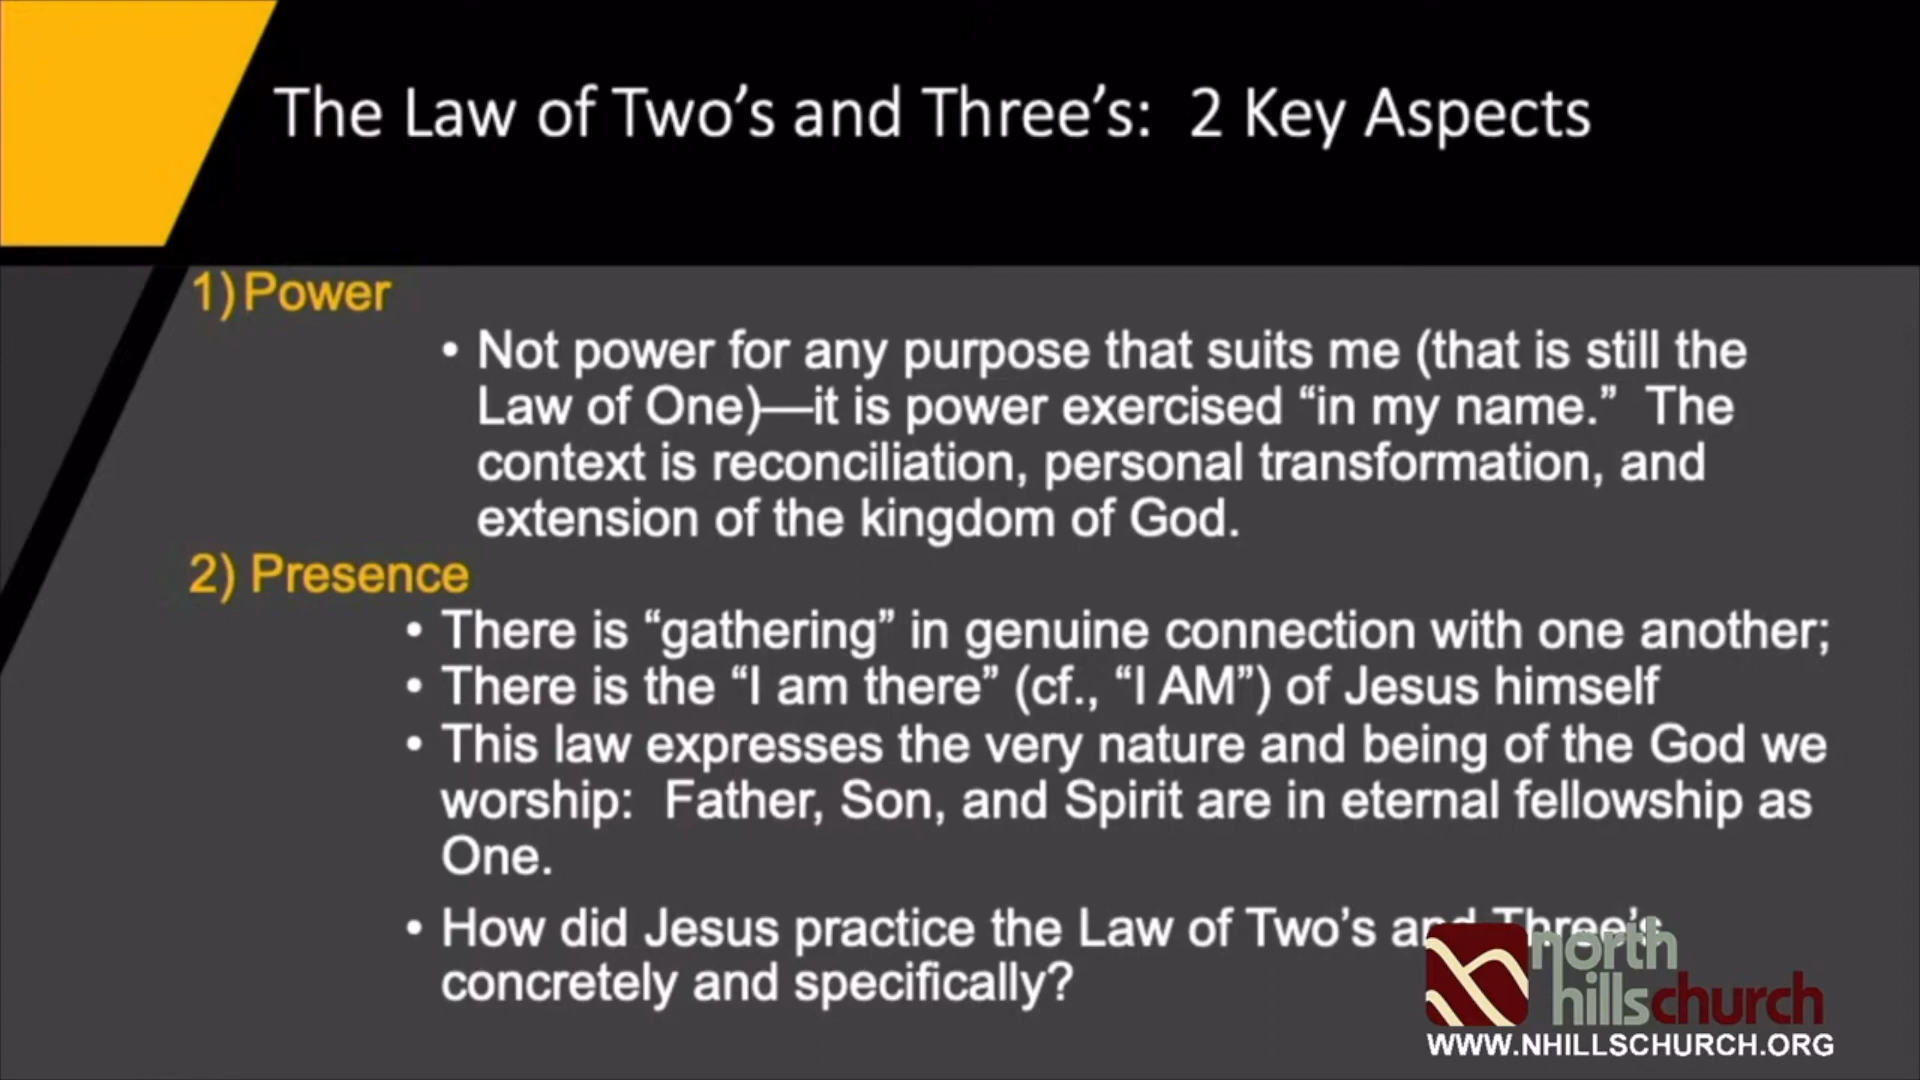 The Law of Two’s and Three’s:  2 Key Aspects
1) Power
• Not power for any purpose that suits me (that is still the
Law of One)—it is power exercised “in my name.”  The
context is reconciliation, personal transformation, and
extension of the kingdom of God.
2) Presence
• There is “gathering” in genuine connection with one another;
• There is the “I am there” (cf., “I AM”) of Jesus himself
• This law expresses the very nature and being of the God we
worship:  Father, Son, and Spirit are in eternal fellowship as
One.
• How did Jesus practice the Law of Two’s and Three’s
concretely and specifically?
north
hillschurch
WWW.NHILLSCHURCH.ORG